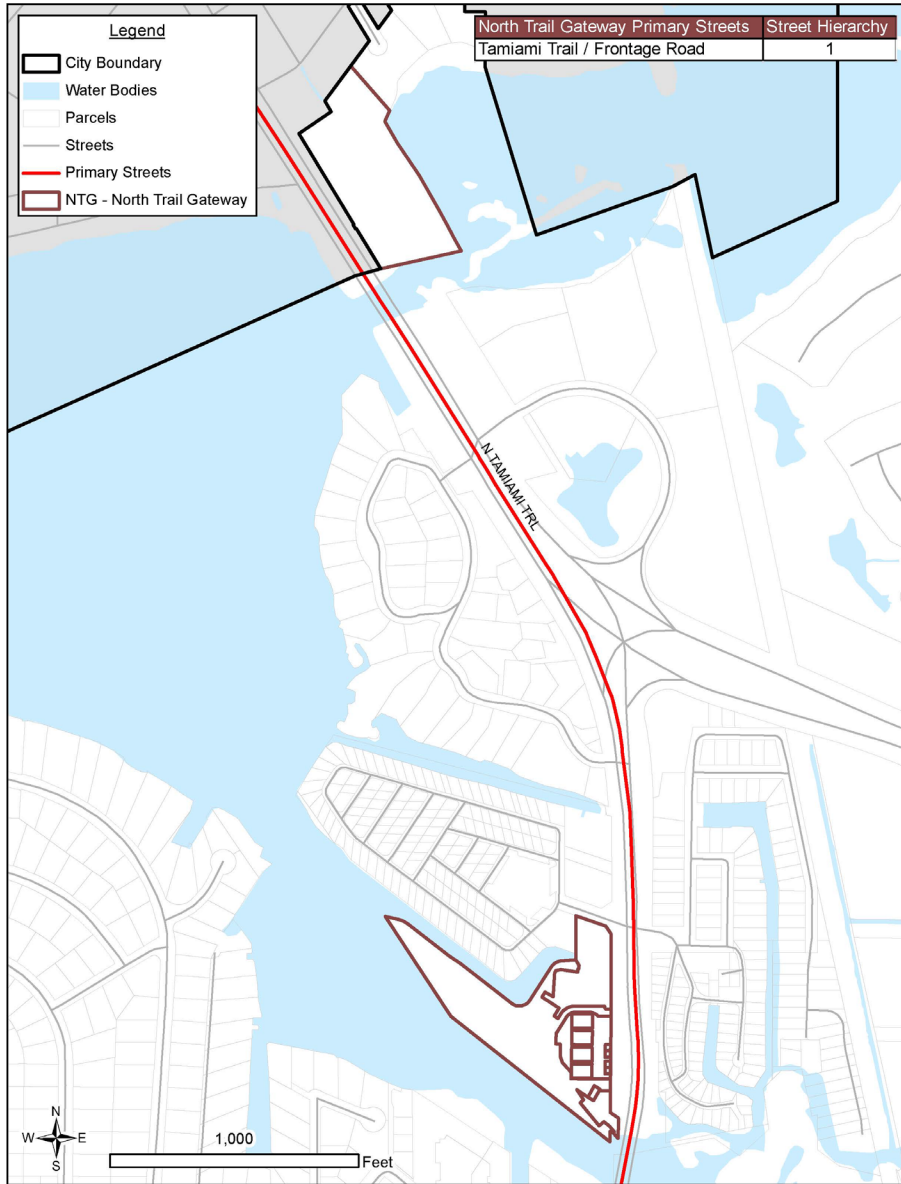 Legend
City Boundary
Water Bodies
Parcels
Streets
Primary Streets
NTG - North Trail Gateway
North Trail Gateway Primary Streets Street Hierarchy
Tamiami Trail / Frontage Road 1
N TAMIAMI TRL
N
W E
S
1,000
Feet